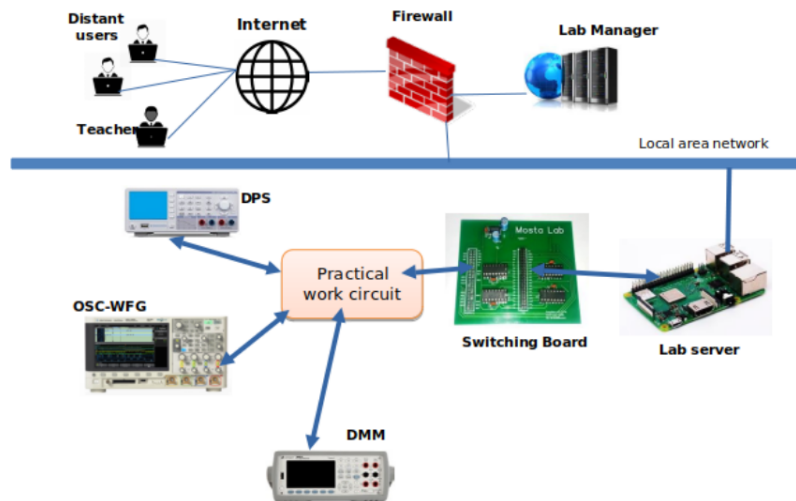 Distant
users
Internet
Firewall
Lab Manager
Teacher
Local area network
DPS
Mosta Lab
Practical
work circuit
OSC-WFG
Switching Board
Lab server
DMM